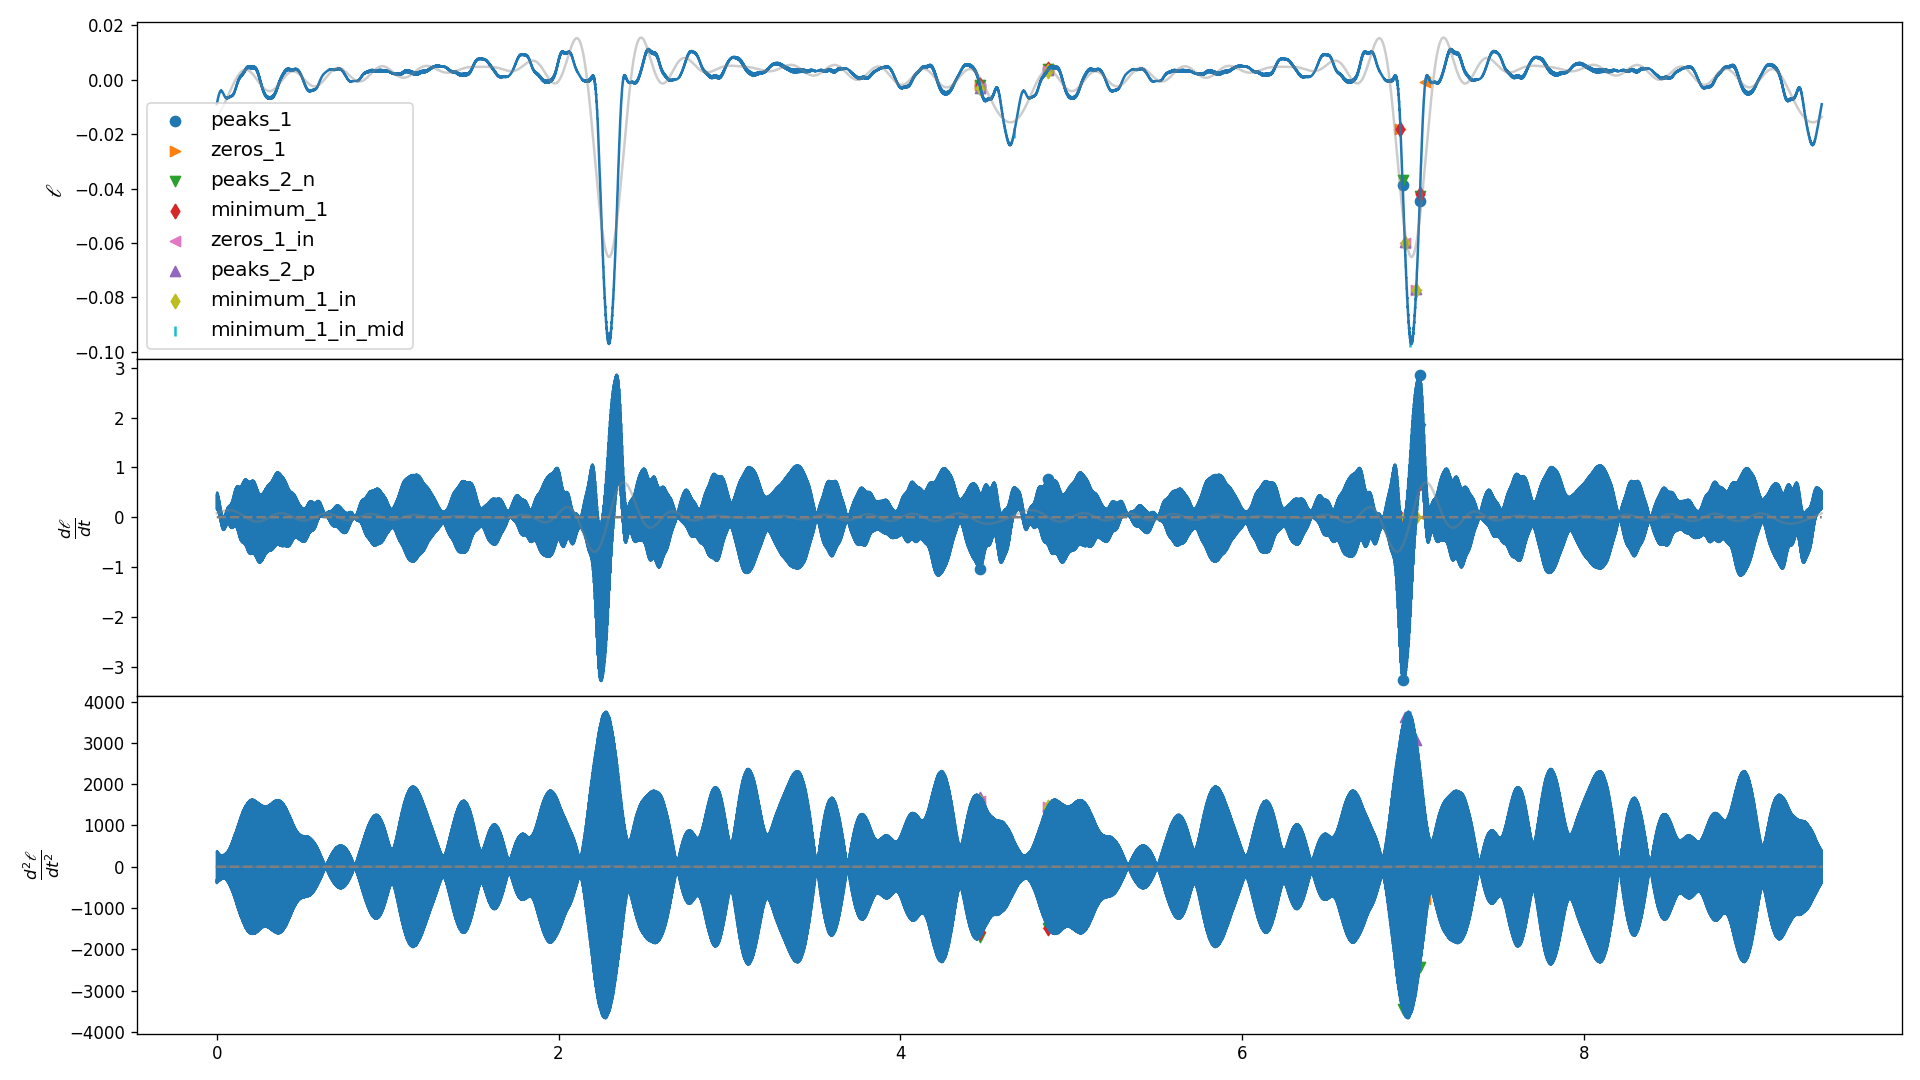 0.02
0.00
−0.02
−0.04
−0.06
−0.08
−0.10
ℓ
peaks_1
zeros_1
peaks_2_n
minimum_1
zeros_1_in
peaks_2_p
minimum_1_in
minimum_1_in_mid
3
2
1
0
−1
−2
−3
dℓ
dt
4000
3000
2000
1000
0
−1000
−2000
−3000
−4000
d²ℓ
dt²
0 2 4 6 8